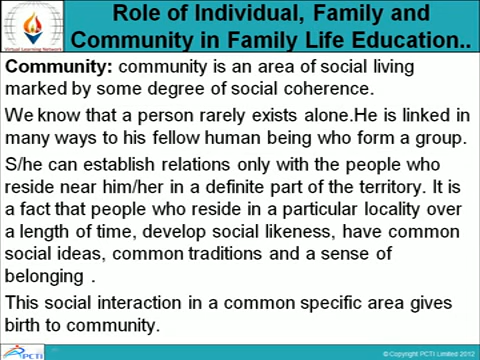 Role of Individual, Family and
Community in Family Life Education..
Virtual Learning Network
Community: community is an area of social living
marked by some degree of social coherence.
We know that a person rarely exists alone.He is linked in
many ways to his fellow human being who form a group.
S/he can establish relations only with the people who
reside near him/her in a definite part of the territory. It is
a fact that people who reside in a particular locality over
a length of time, develop social likeness, have common
social ideas, common traditions and a sense of
belonging .
This social interaction in a common specific area gives
birth to community.
PCTI
© Copyright PCTI Limited 2012